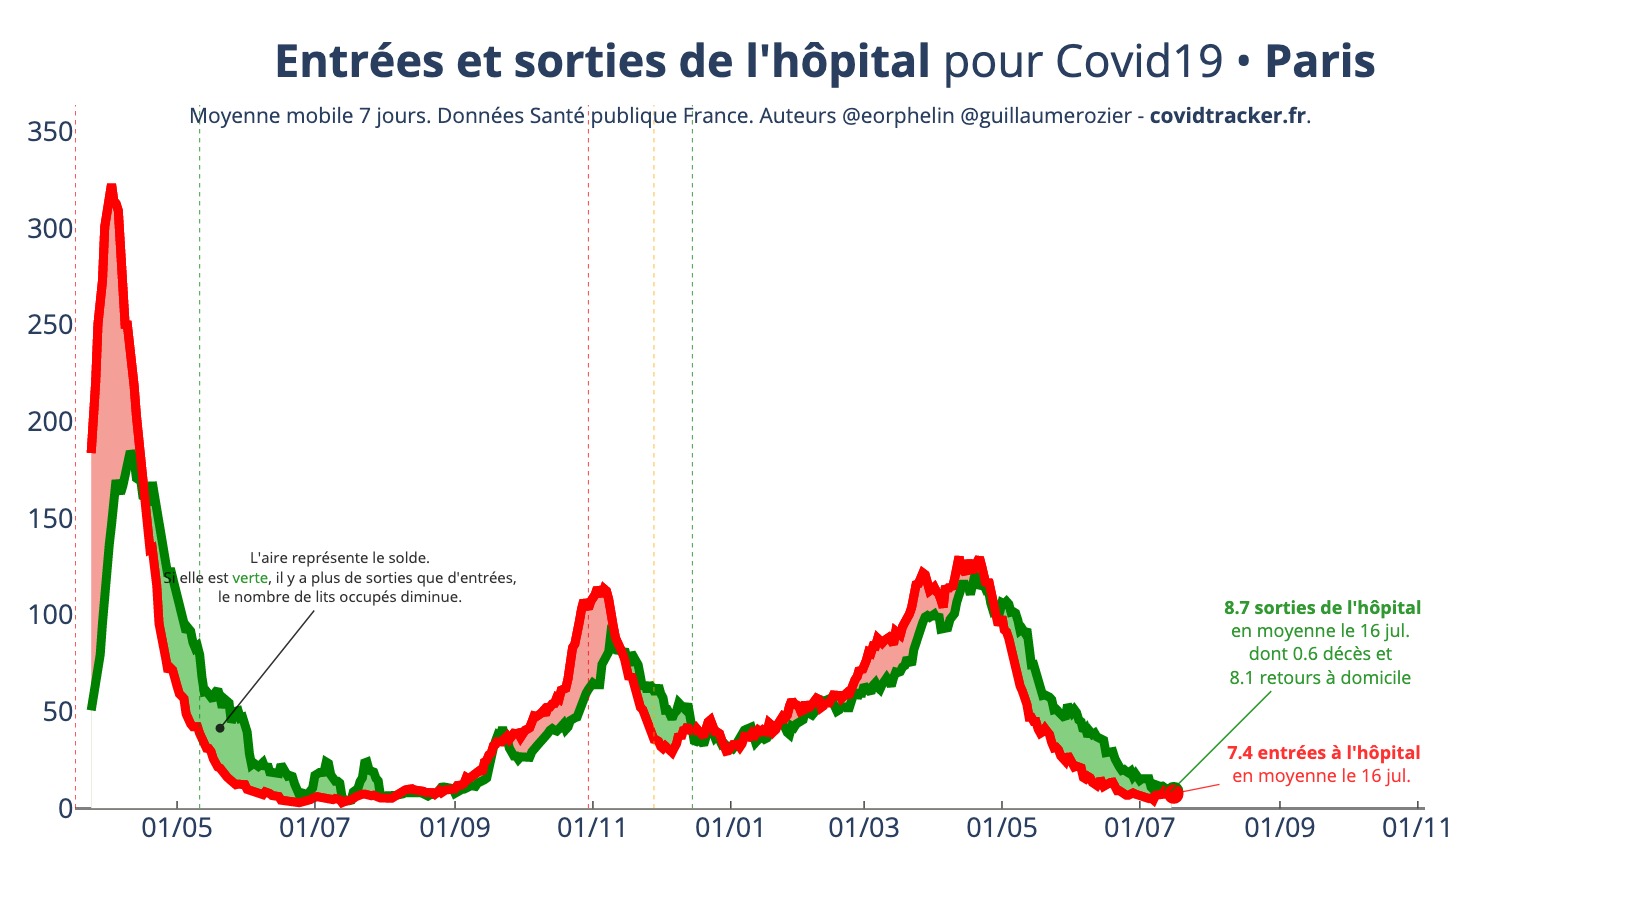 Entrées et sorties de l'hôpital pour Covid19 • Paris
Moyenne mobile 7 jours. Données Santé publique France. Auteurs @eorphelin @guillaumerozier - covidtracker.fr.
350
300
250
200
150
100
50
0
L'aire représente le solde.
Si elle est verte, il y a plus de sorties que d'entrées,
le nombre de lits occupés diminue.
8.7 sorties de l'hôpital
en moyenne le 16 jul.
dont 0.6 décès et
8.1 retours à domicile
7.4 entrées à l'hôpital
en moyenne le 16 jul.
01/05 01/07 01/09 01/11 01/01 01/03 01/05 01/07 01/09 01/11